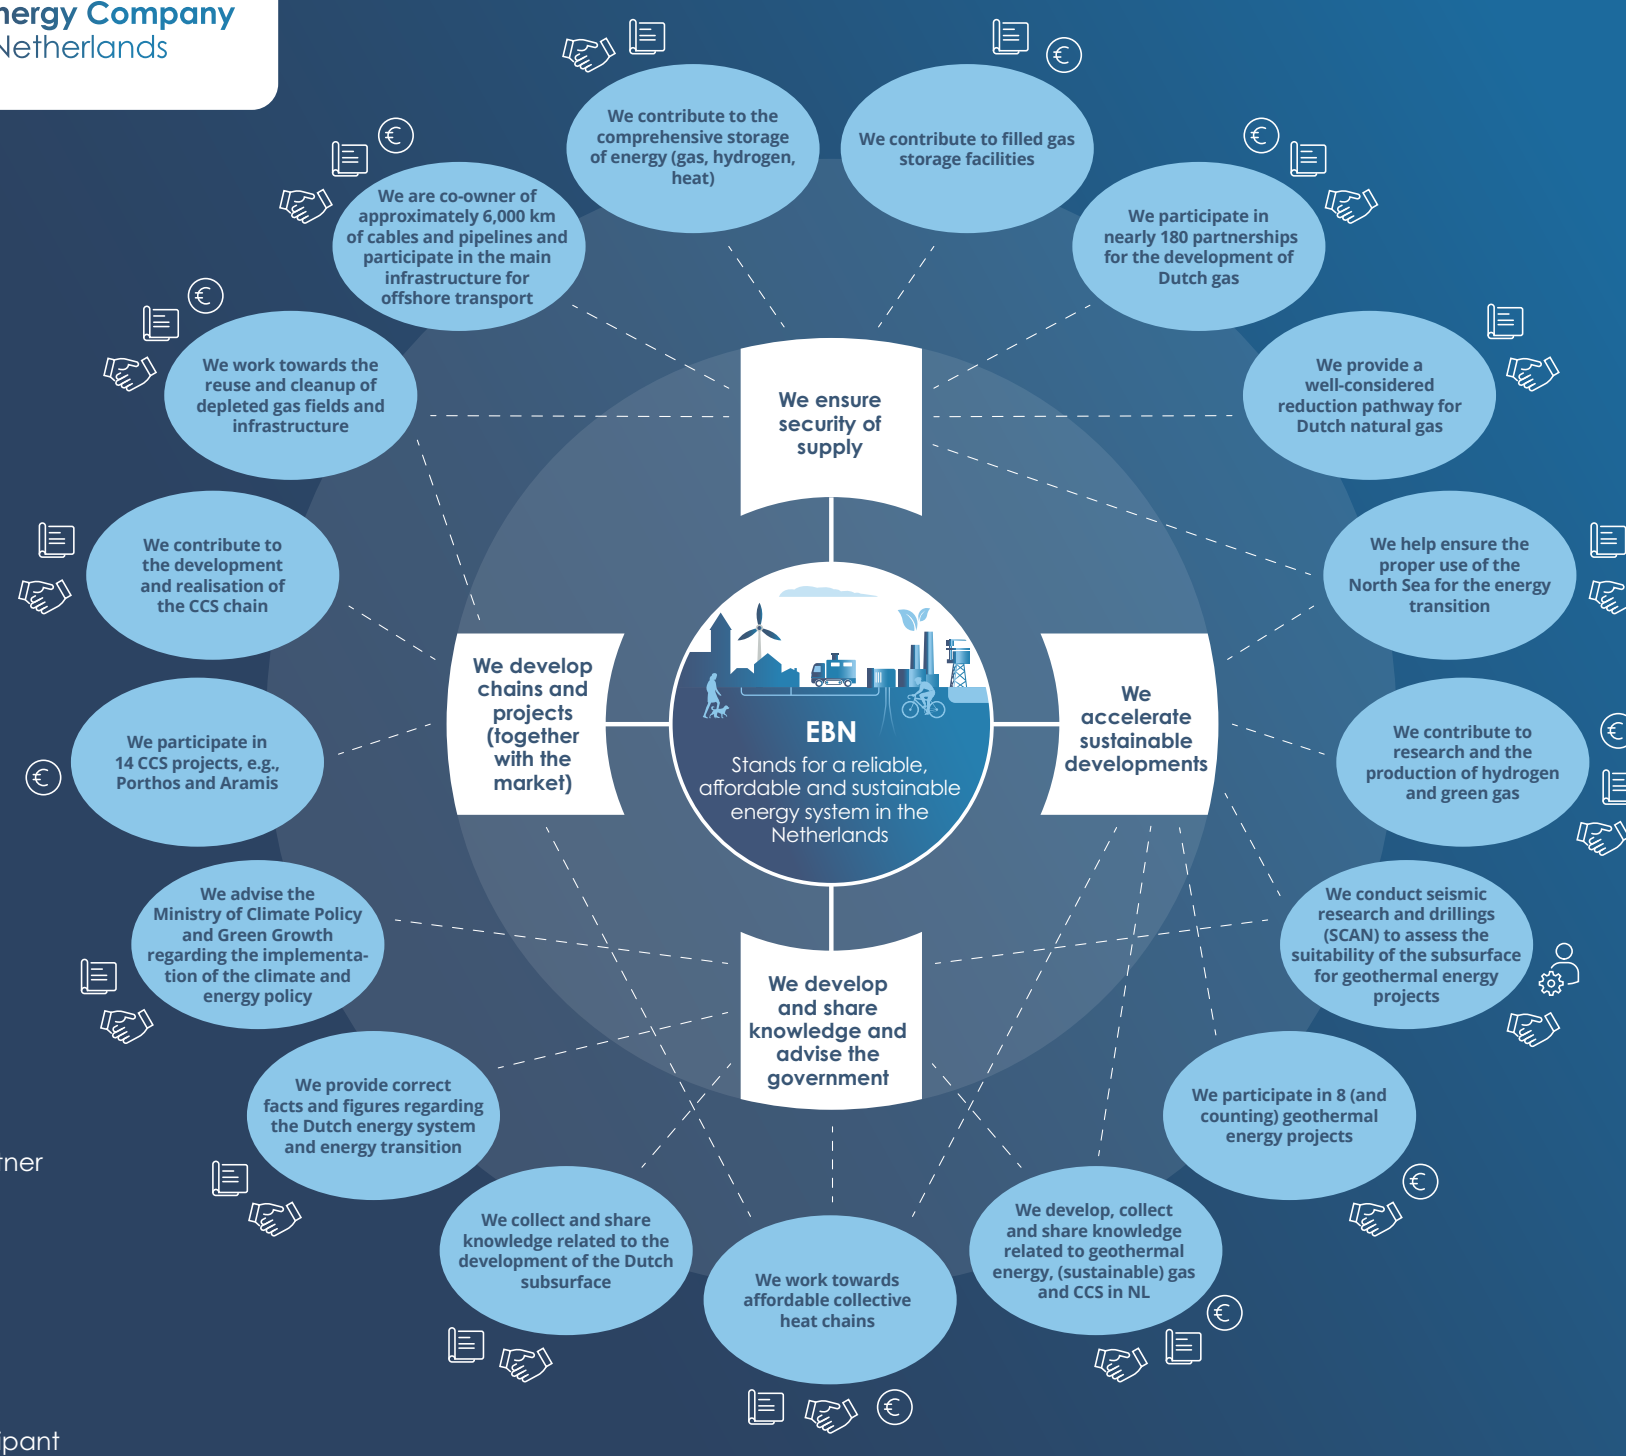 Company
Netherlands
We contribute to the
comprehensive storage
of energy (gas, hydrogen,
heat)
We contribute to filled gas
storage facilities
We are co-owner of
approximately 6,000 km
of cables and pipelines and
participate in the main
infrastructure for
offshore transport
We participate in
nearly 180 partnerships
for the development of
Dutch gas
We work towards the
reuse and cleanup of
depleted gas fields and
infrastructure
We provide a
well-considered
reduction pathway for
Dutch natural gas
We ensure
security of
supply
We contribute to
the development
and realisation of
the CCS chain
We help ensure the
proper use of the
North Sea for the energy
transition
We develop
chains and
projects
(together
with the
market)
EBN
Stands for a reliable,
affordable and sustainable
energy system in the
Netherlands
We
accelerate
sustainable
developments
We participate in
14 CCS projects, e.g.,
Porthos and Aramis
We contribute to
research and the
production of hydrogen
and green gas
We advise the
Ministry of Climate Policy
and Green Growth
regarding the implementa-
tion of the climate and
energy policy
We conduct seismic
research and drillings
(SCAN) to assess the
suitability of the subsurface
for geothermal energy
projects
We develop
and share
knowledge and
advise the
government
We provide correct
facts and figures regarding
the Dutch energy system
and energy transition
We participate in 8 (and
counting) geothermal
energy projects
We collect and share
knowledge related to the
development of the Dutch
subsurface
We work towards
affordable collective
heat chains
We develop, collect
and share knowledge
related to geothermal
energy, (sustainable) gas
and CCS in NL